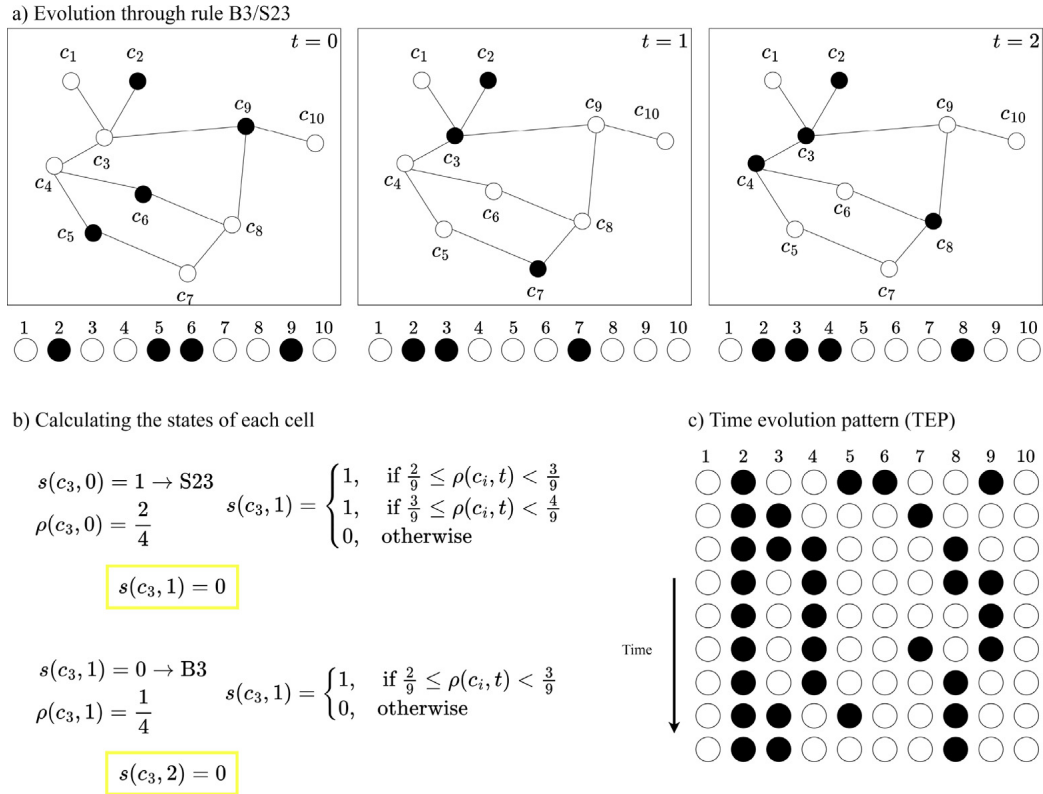 a) Evolution through rule B3/S23
t = 0
t = 1
t = 2
c1 c2 c3 c4 c5 c6 c7 c8 c9 c10
c1 c2 c3 c4 c5 c6 c7 c8 c9 c10
c1 c2 c3 c4 c5 c6 c7 c8 c9 c10
1 2 3 4 5 6 7 8 9 10
1 2 3 4 5 6 7 8 9 10
1 2 3 4 5 6 7 8 9 10
b) Calculating the states of each cell
s(c3, 0) = 1 → S23
ρ(c3, 0) = 2/4
s(c3, 1) = { 1, if 2/9 ≤ ρ(ci, t) < 3/9
1, if 3/9 ≤ ρ(ci, t) < 4/9
0, otherwise
s(c3, 1) = 0
s(c3, 1) = 0 → B3
ρ(c3, 1) = 1/4
s(c3, 1) = { 1, if 2/9 ≤ ρ(ci, t) < 3/9
0, otherwise
s(c3, 2) = 0
c) Time evolution pattern (TEP)
1 2 3 4 5 6 7 8 9 10
Time